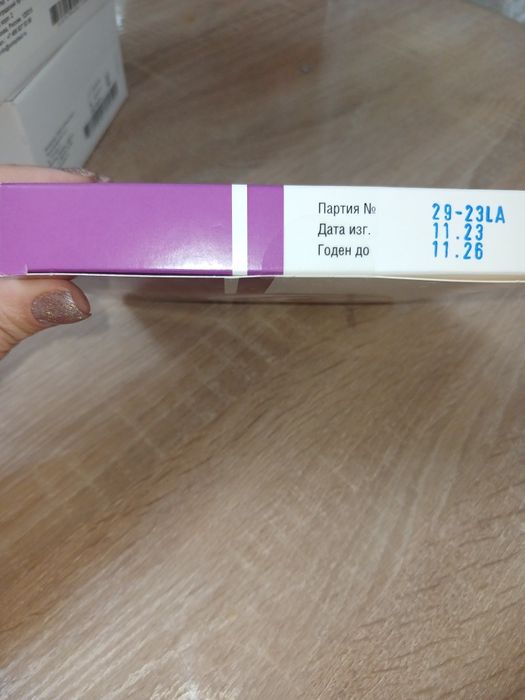 Партия № 29-23LA
Дата изг. 11.23
Годен до 11.26